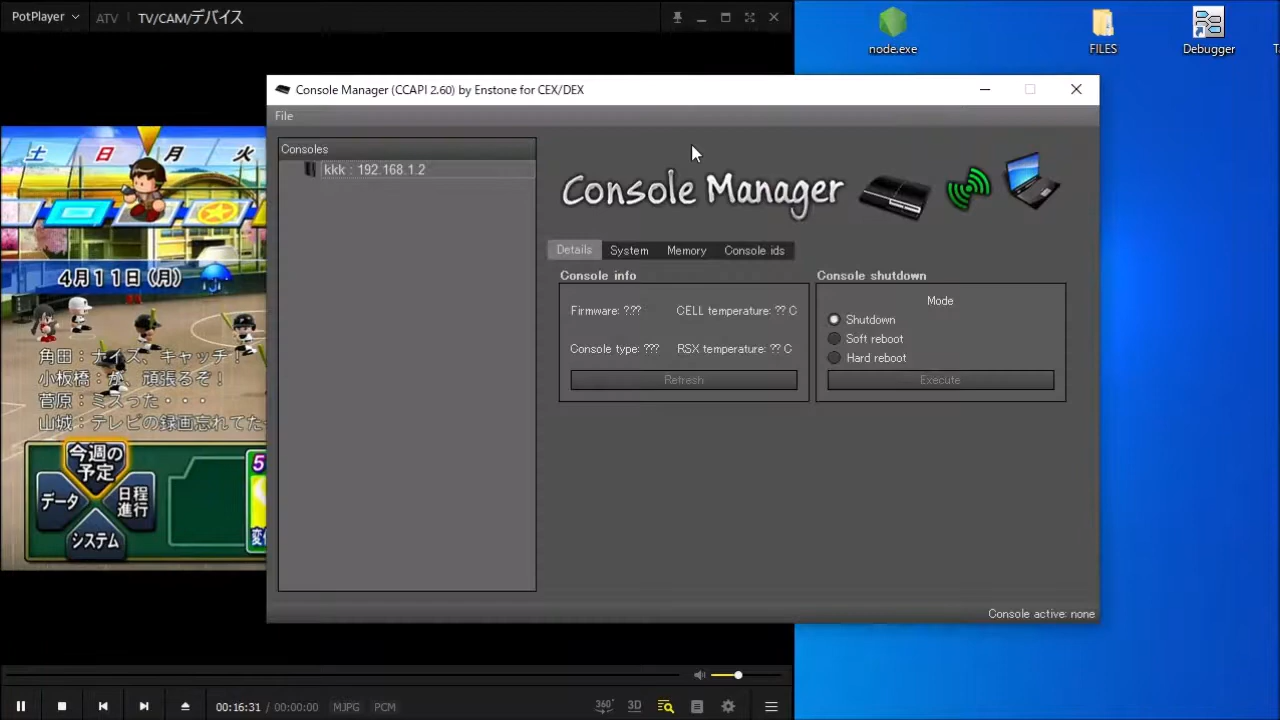 PotPlayer
ATV
TV/CAM/デバイス
node.exe
FILES
Debugger
Console Manager (CCAPI 2.60) by Enstone for CEX/DEX
File
Consoles
kkk : 192.168.1.2
Console Manager
Details System Memory Console ids
Console info
Firmware: ?.?? CELL temperature: ?? C
Console type: ??? RSX temperature: ?? C
Refresh
Console shutdown
Mode
Shutdown
Soft reboot
Hard reboot
Execute
Console active: none
土 日 月 火
4月11日(月)
角田：ナイス、キャッチ！
小板橋：が、頑張るぞ！
菅原：ミスった・・・
山城：テレビの録画忘れてた
今週の
予定
データ
日程
進行
システム
5
00:16:31 / 00:00:00 MJPG PCM
360°
3D